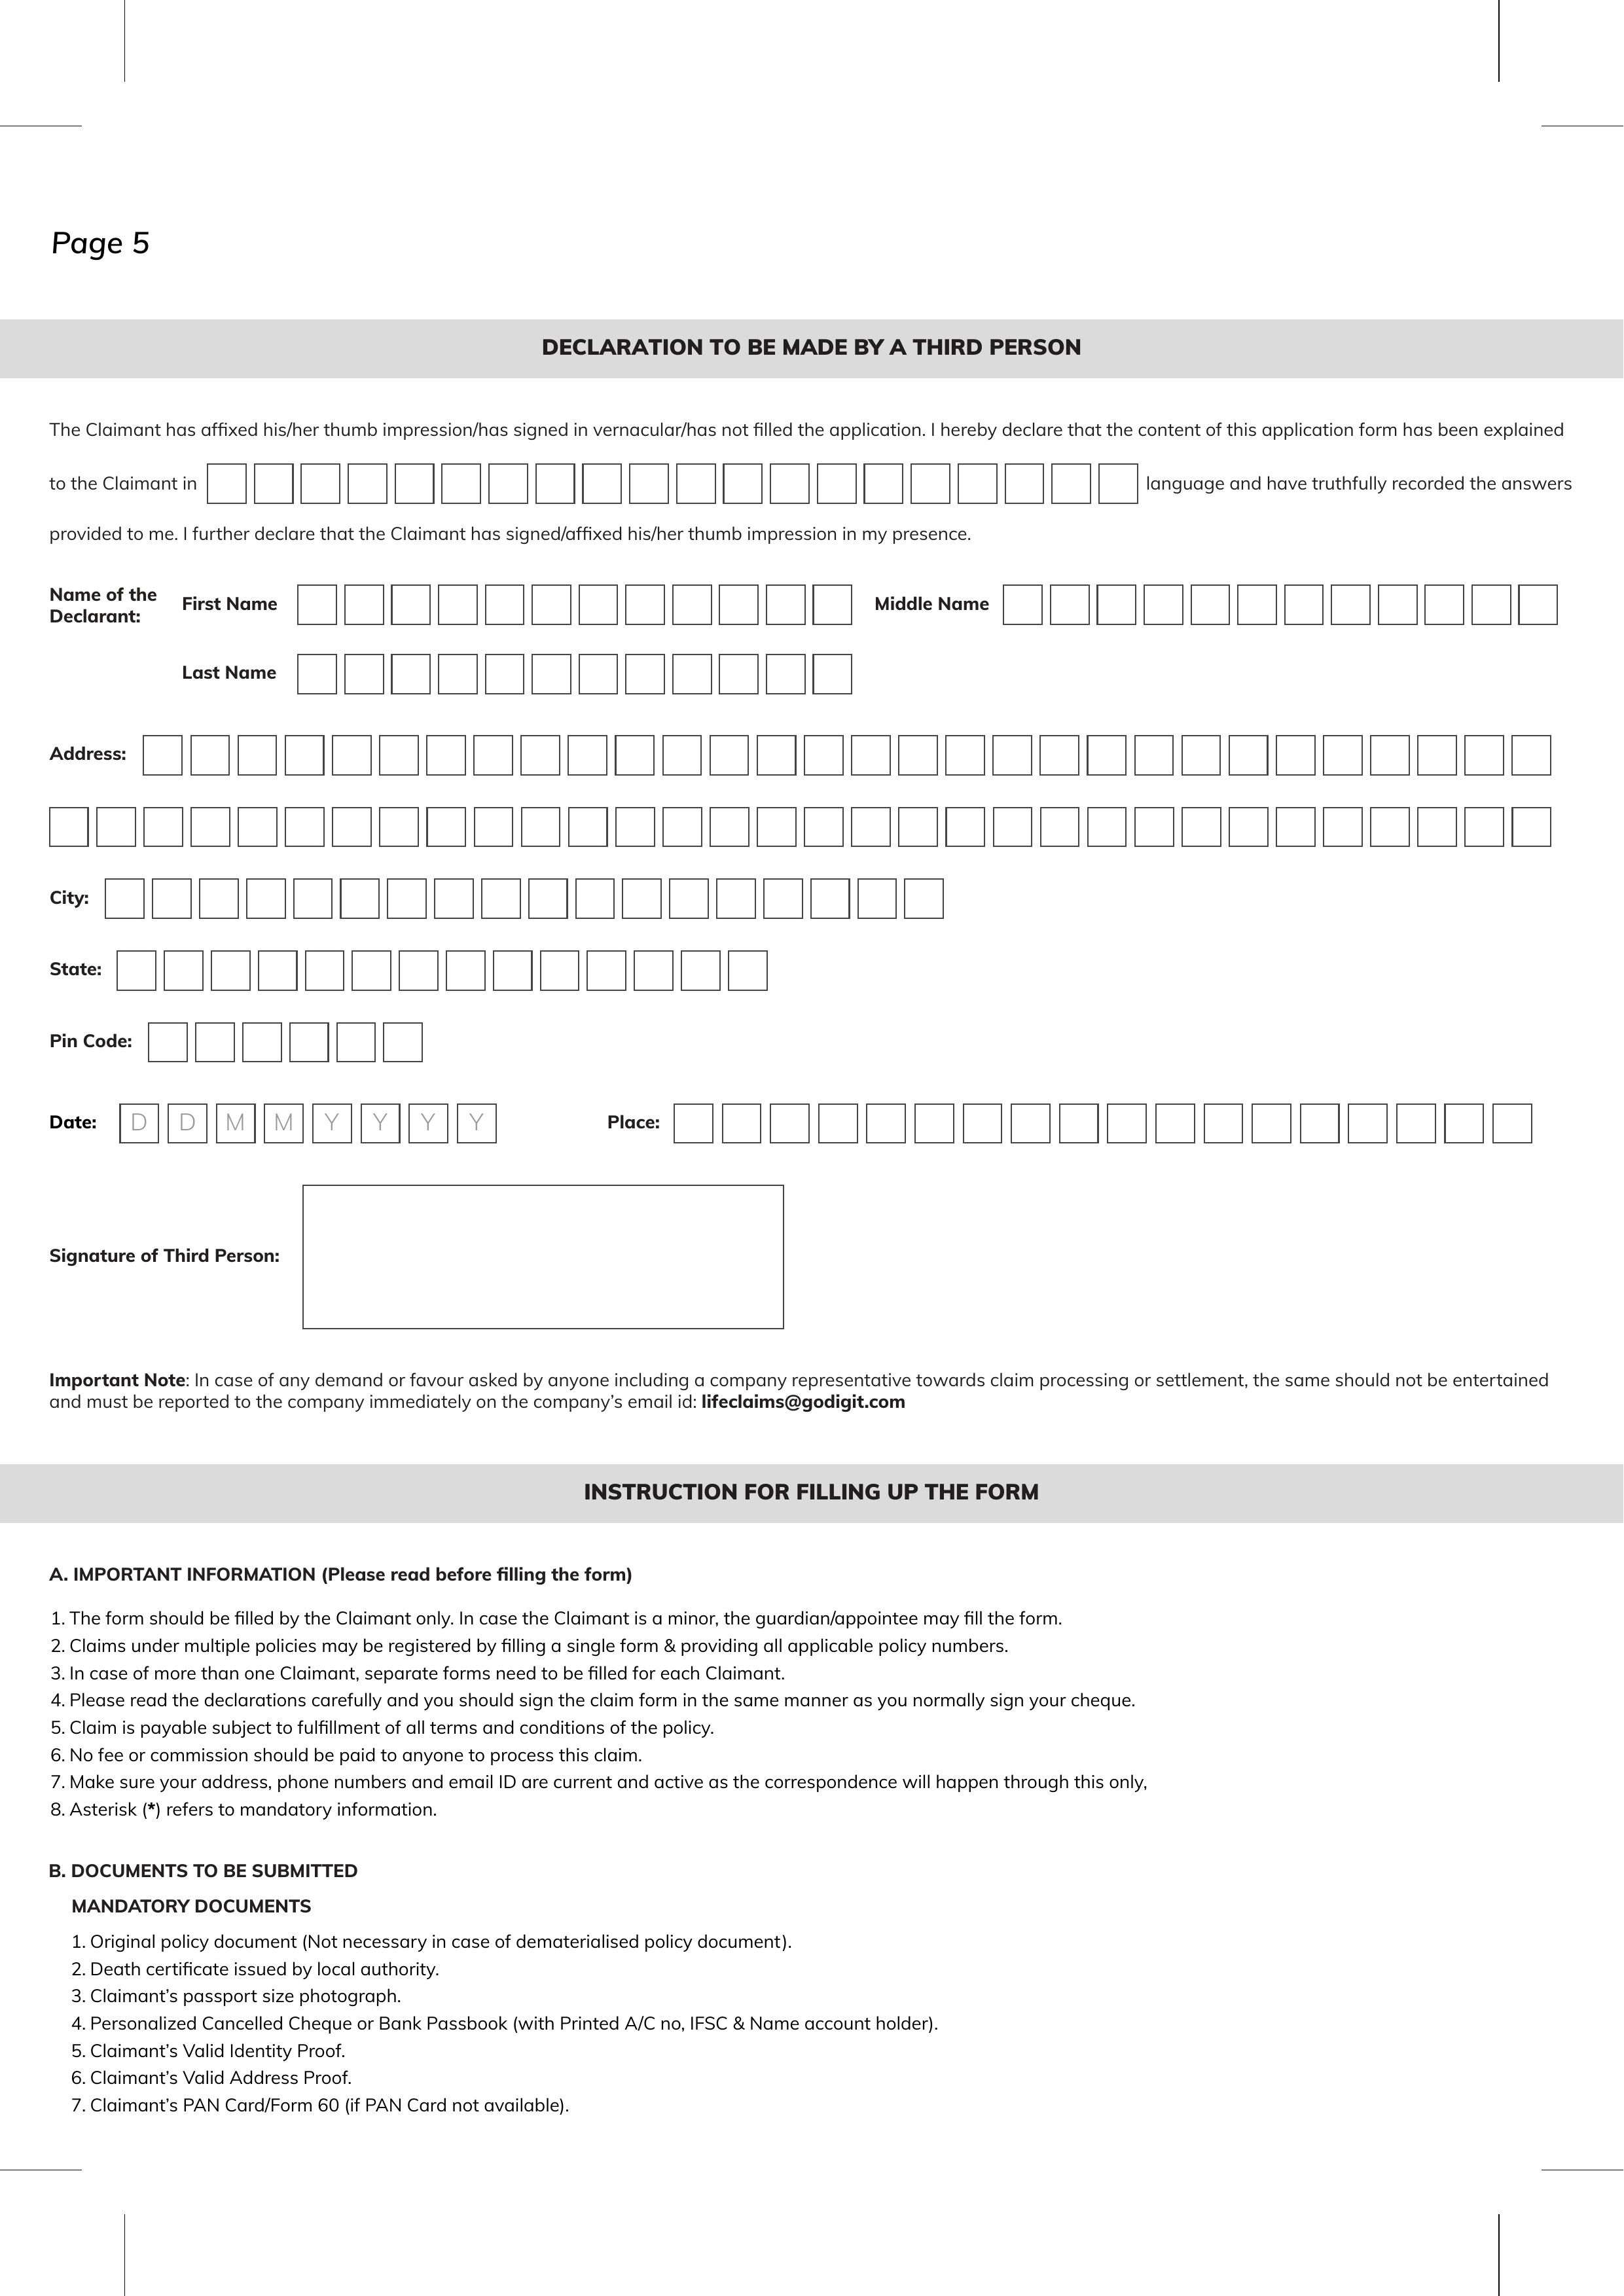 Page 5
DECLARATION TO BE MADE BY A THIRD PERSON
The Claimant has affixed his/her thumb impression/has signed in vernacular/has not filled the application. I hereby declare that the content of this application form has been explained
to the Claimant in language and have truthfully recorded the answers
provided to me. I further declare that the Claimant has signed/affixed his/her thumb impression in my presence.
Name of the
Declarant:
First Name
Middle Name
Last Name
Address:
City:
State:
Pin Code:
Date: D D M M Y Y Y Y Place:
Signature of Third Person:
Important Note: In case of any demand or favour asked by anyone including a company representative towards claim processing or settlement, the same should not be entertained
and must be reported to the company immediately on the company’s email id: lifeclaims@godigit.com
INSTRUCTION FOR FILLING UP THE FORM
A. IMPORTANT INFORMATION (Please read before filling the form)
1. The form should be filled by the Claimant only. In case the Claimant is a minor, the guardian/appointee may fill the form.
2. Claims under multiple policies may be registered by filling a single form & providing all applicable policy numbers.
3. In case of more than one Claimant, separate forms need to be filled for each Claimant.
4. Please read the declarations carefully and you should sign the claim form in the same manner as you normally sign your cheque.
5. Claim is payable subject to fulfillment of all terms and conditions of the policy.
6. No fee or commission should be paid to anyone to process this claim.
7. Make sure your address, phone numbers and email ID are current and active as the correspondence will happen through this only,
8. Asterisk (*) refers to mandatory information.
B. DOCUMENTS TO BE SUBMITTED
MANDATORY DOCUMENTS
1. Original policy document (Not necessary in case of dematerialised policy document).
2. Death certificate issued by local authority.
3. Claimant’s passport size photograph.
4. Personalized Cancelled Cheque or Bank Passbook (with Printed A/C no, IFSC & Name account holder).
5. Claimant’s Valid Identity Proof.
6. Claimant’s Valid Address Proof.
7. Claimant’s PAN Card/Form 60 (if PAN Card not available).